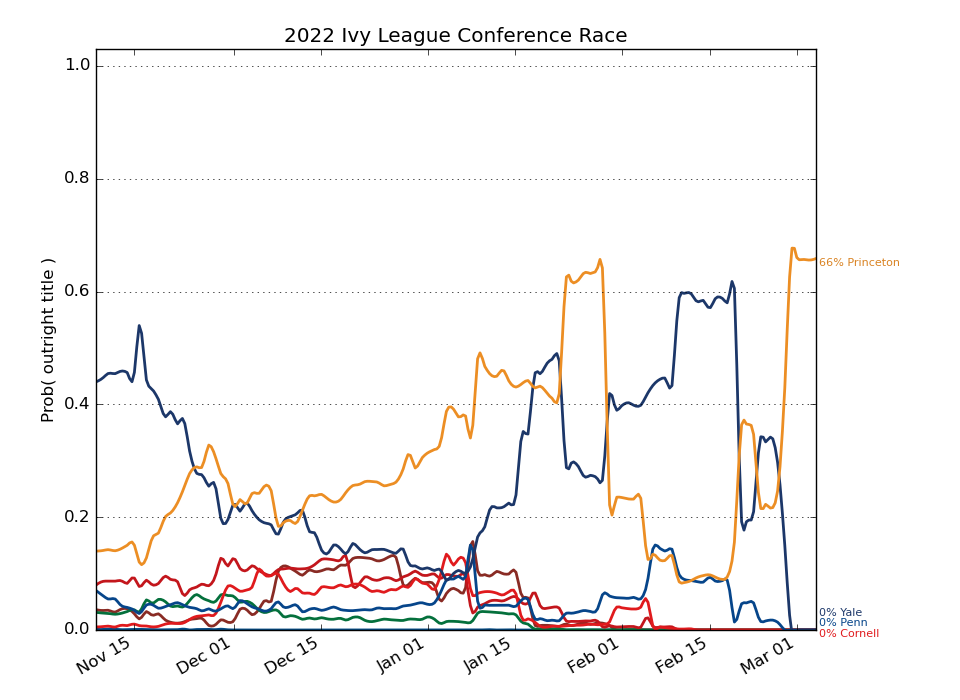 2022 Ivy League Conference Race
Prob( outright title )
1.0
0.8
0.6
0.4
0.2
0.0
66% Princeton
0% Yale
0% Penn
0% Cornell
Nov 15
Dec 01
Dec 15
Jan 01
Jan 15
Feb 01
Feb 15
Mar 01